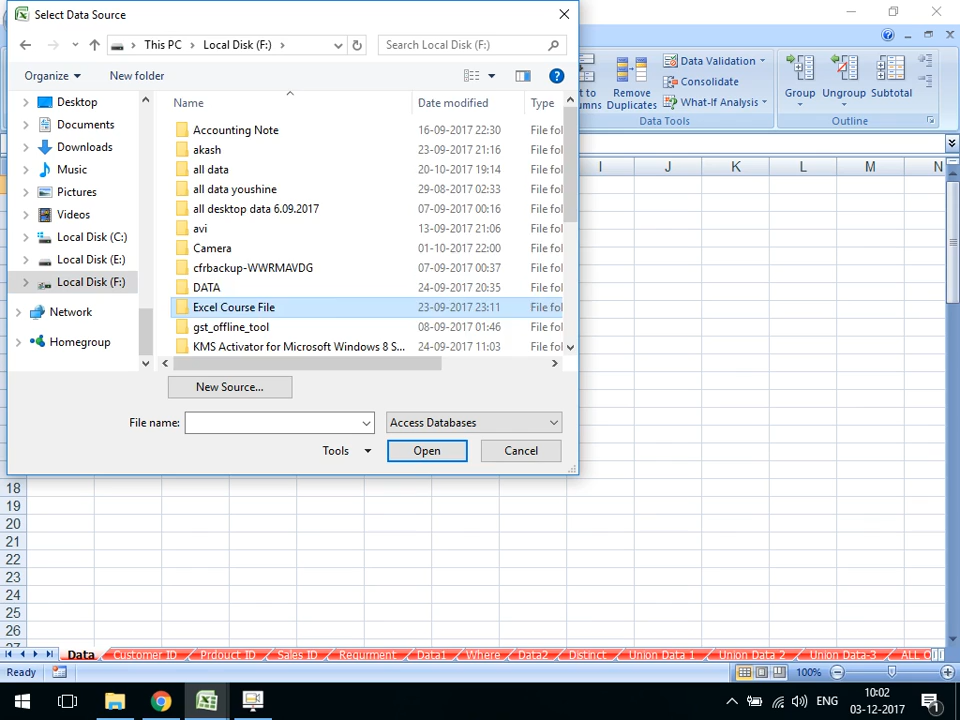 Select Data Source
This PC
Local Disk (F:)
Search Local Disk (F:)
Organize
New folder
Desktop
Documents
Downloads
Music
Pictures
Videos
Local Disk (C:)
Local Disk (E:)
Local Disk (F:)
Network
Homegroup
Name Date modified Type
Accounting Note 16-09-2017 22:30 File fol
akash 23-09-2017 21:16 File fol
all data 20-10-2017 19:14 File fol
all data youshine 29-08-2017 02:33 File fol
all desktop data 6.09.2017 07-09-2017 00:16 File fol
avi 13-09-2017 21:06 File fol
Camera 01-10-2017 22:00 File fol
cfrbackup-WWRMAVDG 07-09-2017 00:37 File fol
DATA 24-09-2017 20:35 File fol
Excel Course File 23-09-2017 23:11 File fol
gst_offline_tool 08-09-2017 01:46 File fol
KMS Activator for Microsoft Windows 8 S... 24-09-2017 11:03 File fol
New Source...
File name:
Access Databases
Tools
Open
Cancel
Remove
Duplicates
Data Validation
Consolidate
What-If Analysis
Data Tools
Group
Ungroup
Subtotal
Outline
I J K L M N
18
19
20
21
22
23
24
25
26
27
Data Customer ID Prdouct ID Sales ID Requrment Data1 Where Data2 Distinct Union Data 1 Union Data 2 Union Data-3
Ready
100%
ENG
10:02
03-12-2017
1